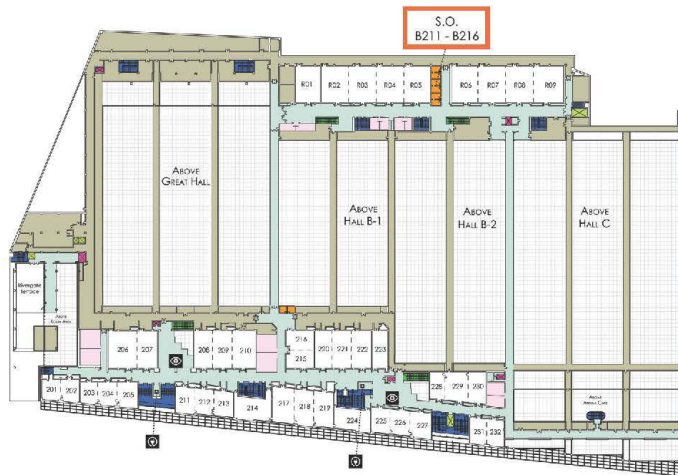 S.O.
B211 - B216
R01
R02
R03
R04
R05
R06
R07
R08
R09
ABOVE
GREAT HALL
ABOVE
HALL B-1
ABOVE
HALL B-2
ABOVE
HALL C
Rivergate
Terrace
206
207
208
209
210
216
215
220
221
222
223
228
229
230
201
202
203
204
205
211
212
213
214
217
218
219
224
225
226
227
231
232